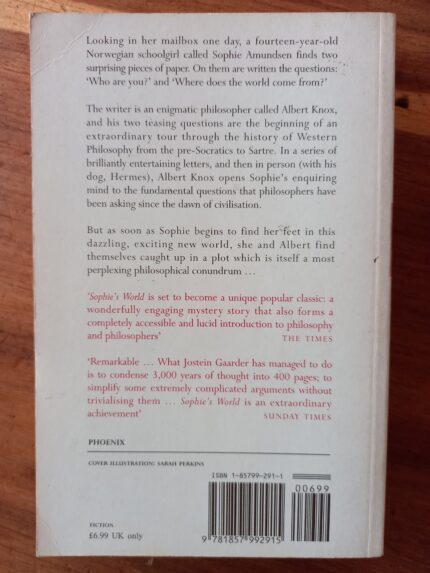 Looking in her mailbox one day, a fourteen-year-old
Norwegian schoolgirl called Sophie Amundsen finds two
surprising pieces of paper. On them are written the questions:
‘Who are you?’ and ‘Where does the world come from?’
The writer is an enigmatic philosopher called Albert Knox,
and his two teasing questions are the beginning of an
extraordinary tour through the history of Western
Philosophy from the pre-Socratics to Sartre. In a series of
brilliantly entertaining letters, and then in person (with his
dog, Hermes), Albert Knox opens Sophie's enquiring
mind to the fundamental questions that philosophers have
been asking since the dawn of civilisation.
But as soon as Sophie begins to find her feet in this
dazzling, exciting new world, she and Albert find
themselves caught up in a plot which is itself a most
perplexing philosophical conundrum ...
‘Sophie's World is set to become a unique popular classic: a
wonderfully engaging mystery story that also forms a
completely accessible and lucid introduction to philosophy
and philosophers’ THE TIMES
‘Remarkable ... What Jostein Gaarder has managed to do
is to condense 3,000 years of thought into 400 pages; to
simplify some extremely complicated arguments without
trivialising them ... Sophie's World is an extraordinary
achievement’ SUNDAY TIMES
PHOENIX
COVER ILLUSTRATION: SARAH PERKINS
ISBN 1-85799-291-1
00699
FICTION
£6.99 UK only
9 781857 992915